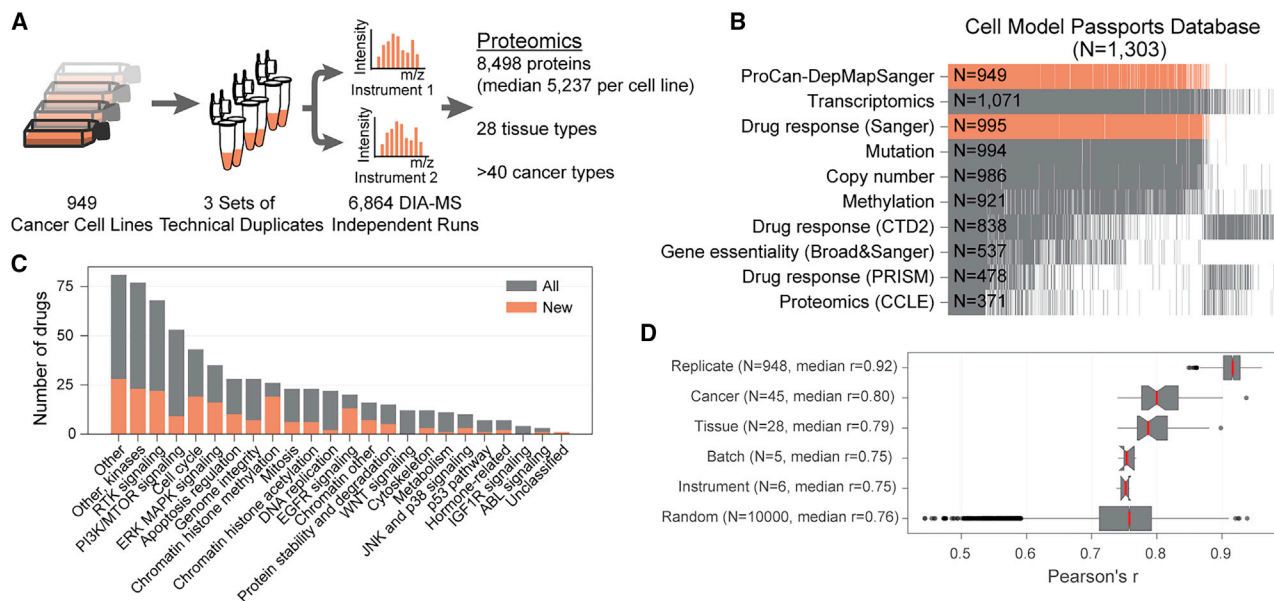 A
Intensity
m/z
Instrument 1
Intensity
m/z
Instrument 2
Proteomics
8,498 proteins
(median 5,237 per cell line)
28 tissue types
>40 cancer types
949
Cancer Cell Lines
3 Sets of
Technical Duplicates
6,864 DIA-MS
Independent Runs
B
Cell Model Passports Database
(N=1,303)
ProCan-DepMapSanger N=949
Transcriptomics N=1,071
Drug response (Sanger) N=995
Mutation N=994
Copy number N=986
Methylation N=921
Drug response (CTD2) N=838
Gene essentiality (Broad&Sanger) N=537
Drug response (PRISM) N=478
Proteomics (CCLE) N=371
C
Number of drugs
75
50
25
0
All
New
Other
Other, kinases
RTK signaling
PI3K/MTOR signaling
Cell cycle
ERK MAPK signaling
Apoptosis regulation
Genome integrity
Chromatin histone methylation
Mitosis
Chromatin histone acetylation
DNA replication
EGFR signaling
Chromatin other
Protein stability and degradation
WNT signaling
Cytoskeleton
Metabolism
JNK and p38 signaling
p53 pathway
Hormone-related
IGF1R signaling
ABL signaling
Unclassified
D
Replicate (N=948, median r=0.92)
Cancer (N=45, median r=0.80)
Tissue (N=28, median r=0.79)
Batch (N=5, median r=0.75)
Instrument (N=6, median r=0.75)
Random (N=10000, median r=0.76)
0.5 0.6 0.7 0.8 0.9
Pearson's r